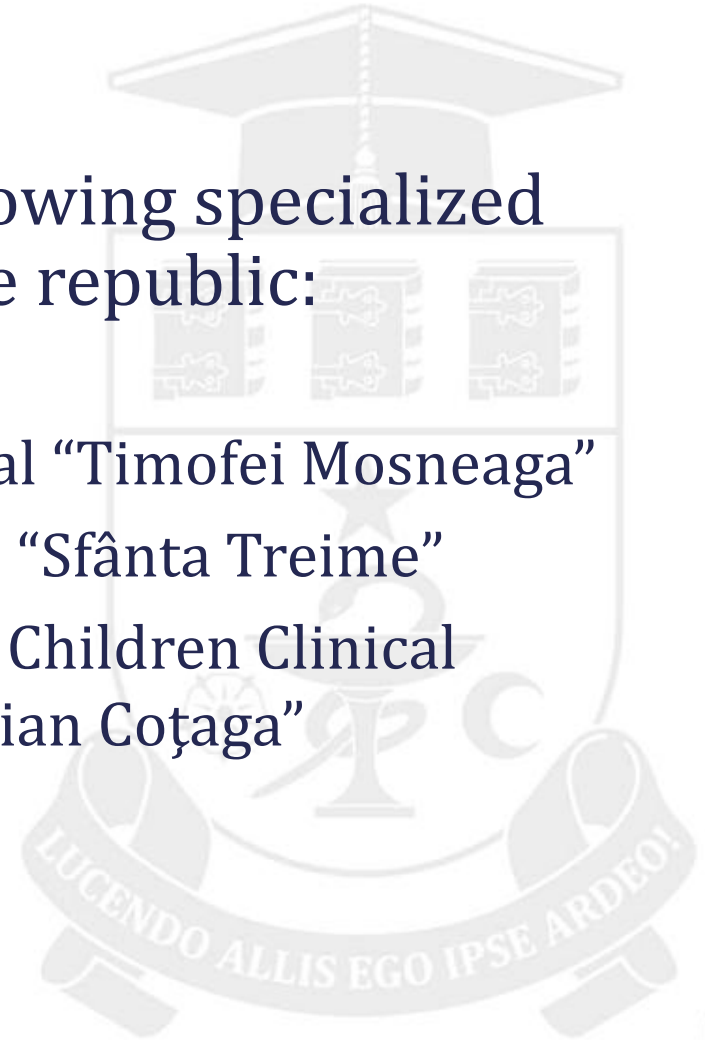 owing specialized
e republic:
al “Timofei Mosneaga”
“Sfânta Treime”
Children Clinical
ian Coţaga”
LUCENDO ALLIS EGO IPSE ARDEO!